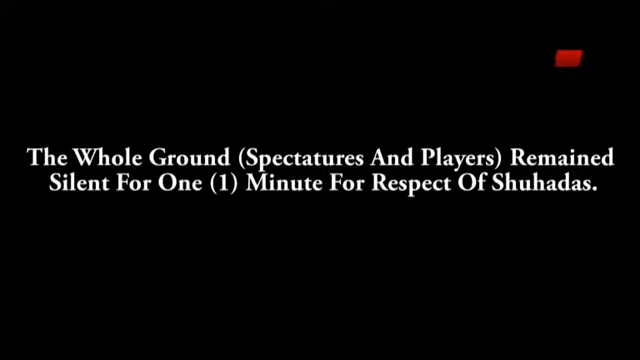 The Whole Ground (Spectatures And Players) Remained
Silent For One (1) Minute For Respect Of Shuhadas.